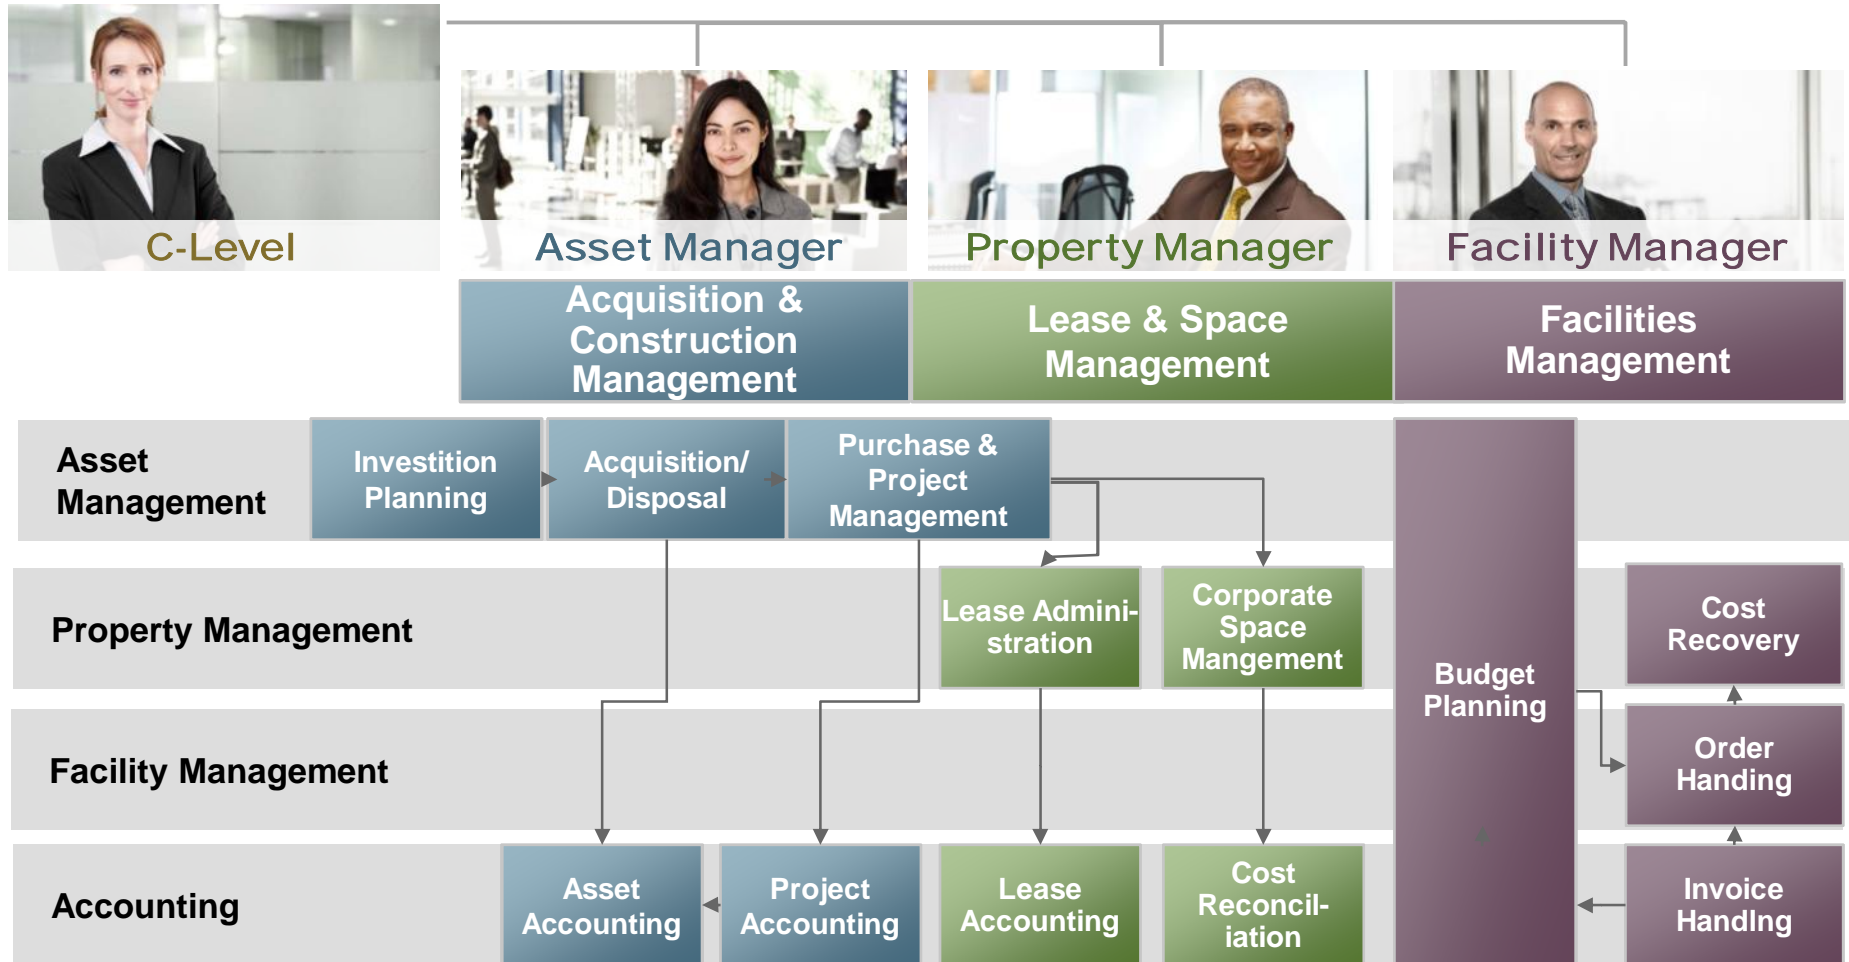 C-Level
Asset Manager
Property Manager
Facility Manager
Acquisition &
Construction
Management
Lease & Space
Management
Facilities
Management
Asset
Management
Investition
Planning
Acquisition/
Disposal
Purchase &
Project
Management
Property Management
Lease Admini-
stration
Corporate
Space
Mangement
Budget
Planning
Cost
Recovery
Facility Management
Order
Handing
Accounting
Asset
Accounting
Project
Accounting
Lease
Accounting
Cost
Reconcil-
iation
Invoice
HandIng